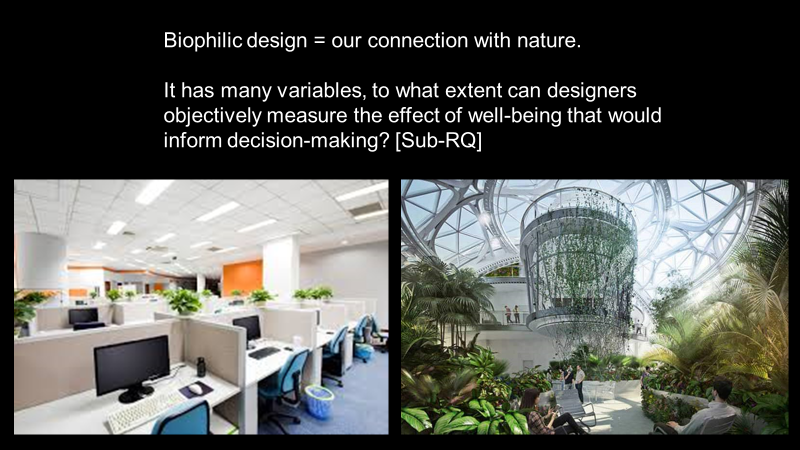 Biophilic design = our connection with nature.
It has many variables, to what extent can designers
objectively measure the effect of well-being that would
inform decision-making? [Sub-RQ]